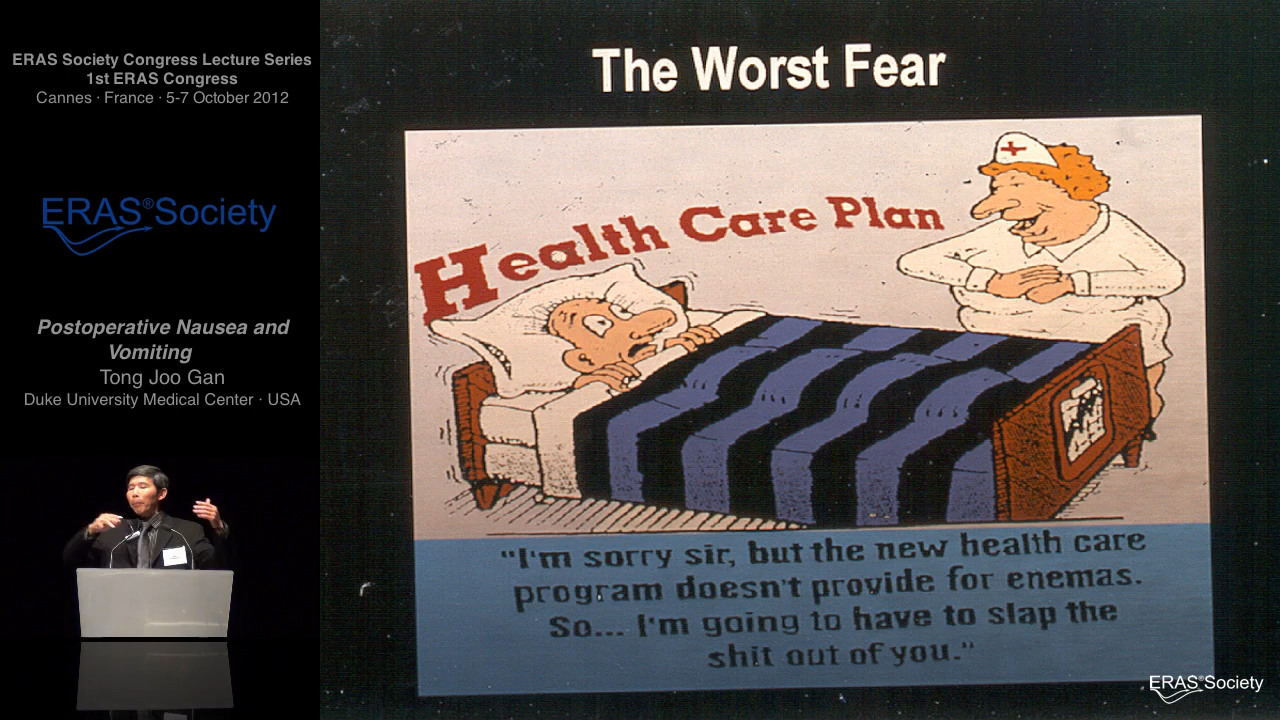 ERAS Society Congress Lecture Series
1st ERAS Congress
Cannes · France · 5-7 October 2012
ERAS®Society
Postoperative Nausea and
Vomiting
Tong Joo Gan
Duke University Medical Center · USA
The Worst Fear
Health Care Plan
"I'm sorry sir, but the new health care
program doesn't provide for enemas.
So... I'm going to have to slap the
shit out of you."
ERAS®Society